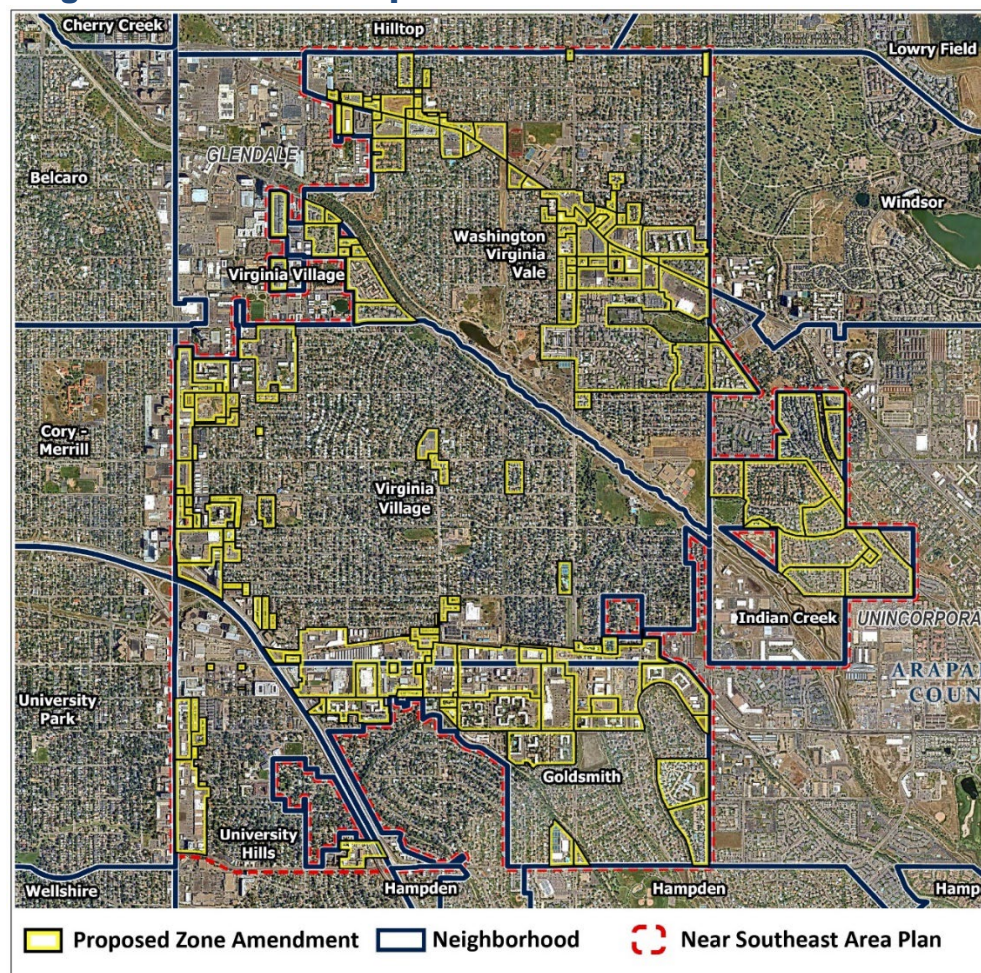 Cherry Creek
Hilltop
Lowry Field
GLENDALE
Belcaro
Windsor
Washington
Virginia
Vale
Virginia Village
Cory -
Merrill
Virginia
Village
Indian Creek
UNINCORPORA
ARAPA
COUN
University
Park
Goldsmith
University
Hills
Wellshire
Hampden
Hampden
Hamp
Proposed Zone Amendment
Neighborhood
Near Southeast Area Plan